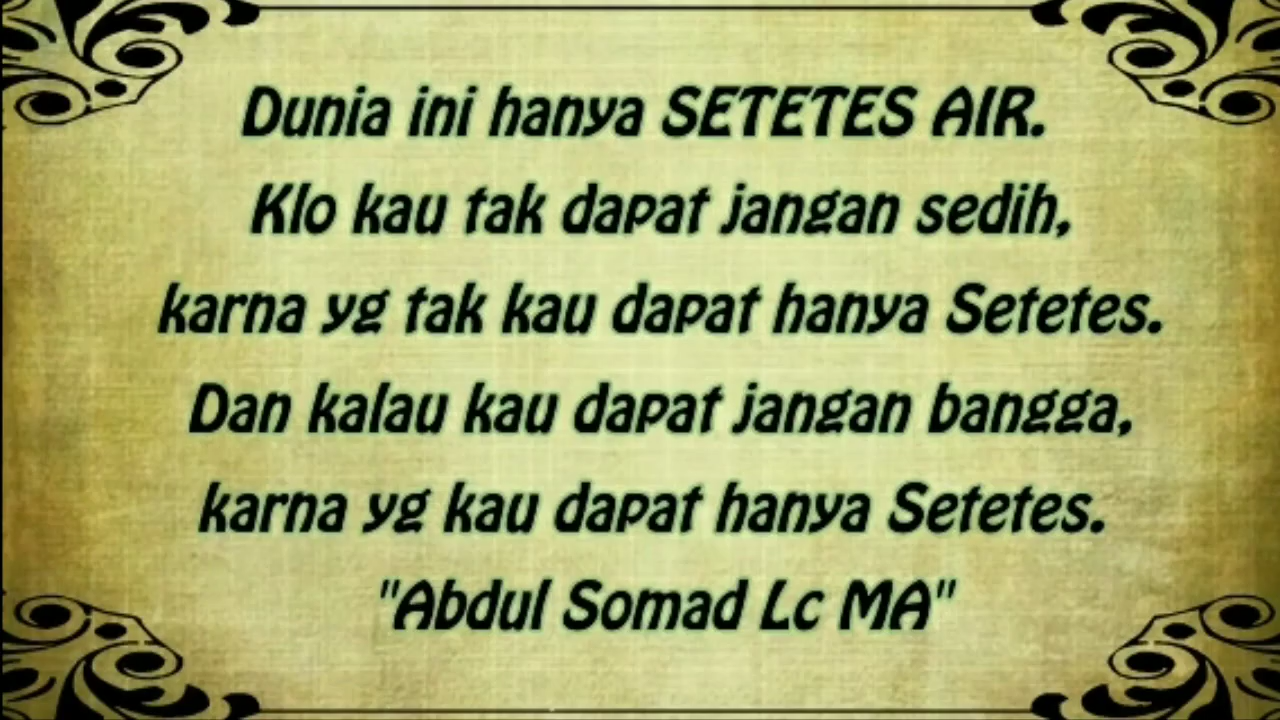 Dunia ini hanya SETETES AIR.
Klo kau tak dapat jangan sedih,
karna yg tak kau dapat hanya Setetes.
Dan kalau kau dapat jangan bangga,
karna yg kau dapat hanya Setetes.
"Abdul Somad Lc MA"